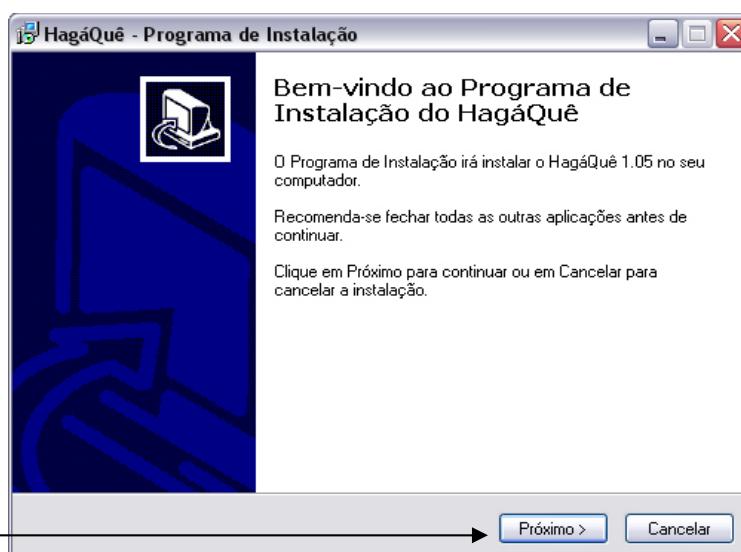 HagáQuê - Programa de Instalação
Bem-vindo ao Programa de
Instalação do HagáQuê
O Programa de Instalação irá instalar o HagáQuê 1.05 no seu
computador.
Recomenda-se fechar todas as outras aplicações antes de
continuar.
Clique em Próximo para continuar ou em Cancelar para
cancelar a instalação.
Próximo >
Cancelar